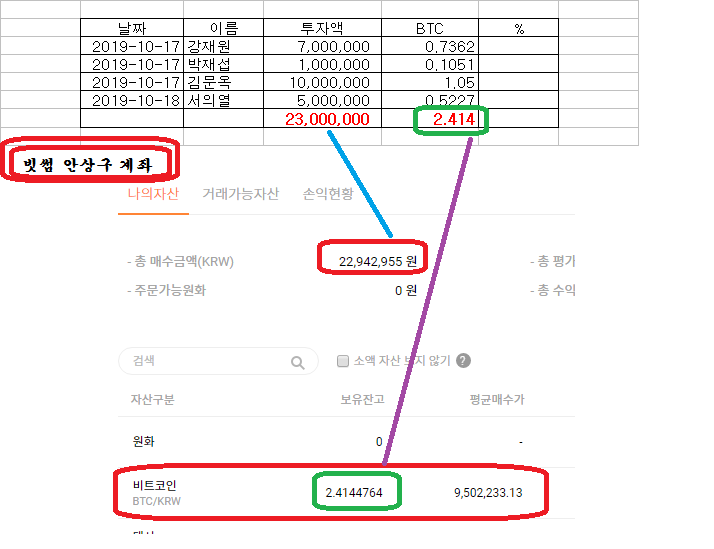 날짜 이름 투자액 BTC %
2019-10-17 강재원 7,000,000 0.7362
2019-10-17 박재섭 1,000,000 0.1051
2019-10-17 김문옥 10,000,000 1.05
2019-10-18 서의열 5,000,000 0.5227
23,000,000 2.414
빗썸 안상구 계좌
나의자산 거래가능자산 손익현황
- 총 매수금액(KRW) 22,942,955 원 - 총 평가
- 주문가능원화 0 원 - 총 수익
검색 소액 자산 보지 않기 ?
자산구분 보유잔고 평균매수가
원화 0 -
비트코인 2.4144764 9,502,233.13
BTC/KRW